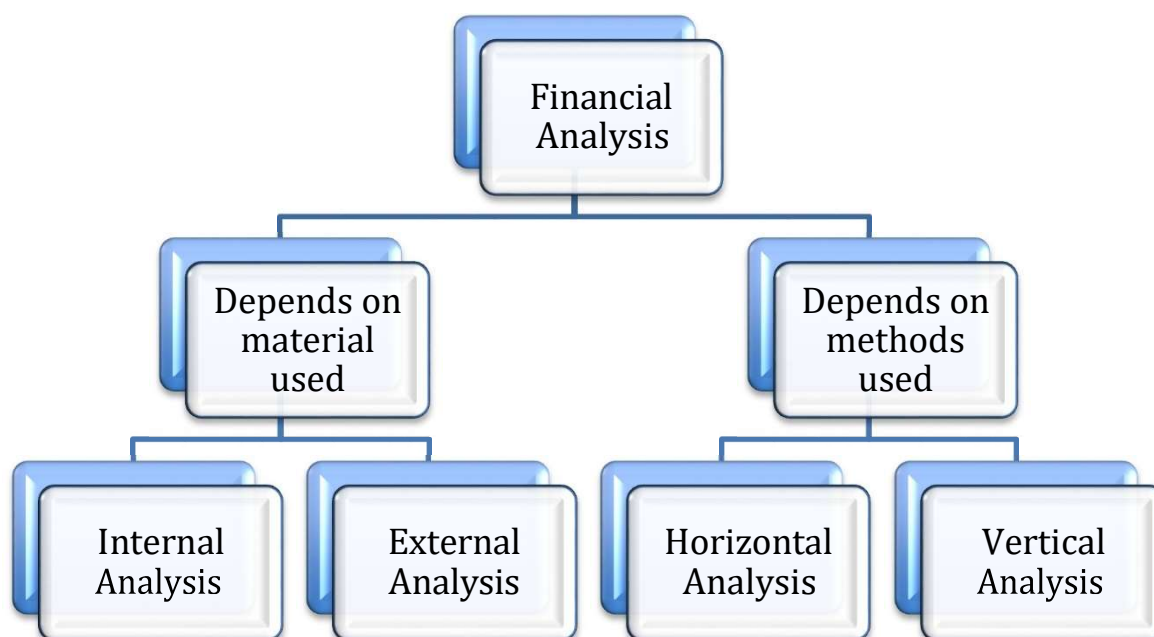 Financial
Analysis
Depends on
material
used
Depends on
methods
used
Internal
Analysis
External
Analysis
Horizontal
Analysis
Vertical
Analysis